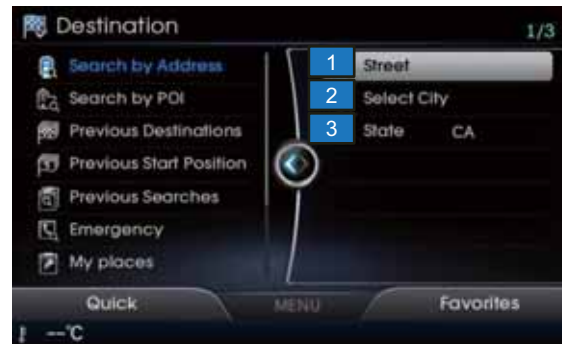 Destination
1/3
Search by Address
Search by POI
Previous Destinations
Previous Start Position
Previous Searches
Emergency
My places
1 Street
2 Select City
3 State CA
Quick
MENU
Favorites
--°C